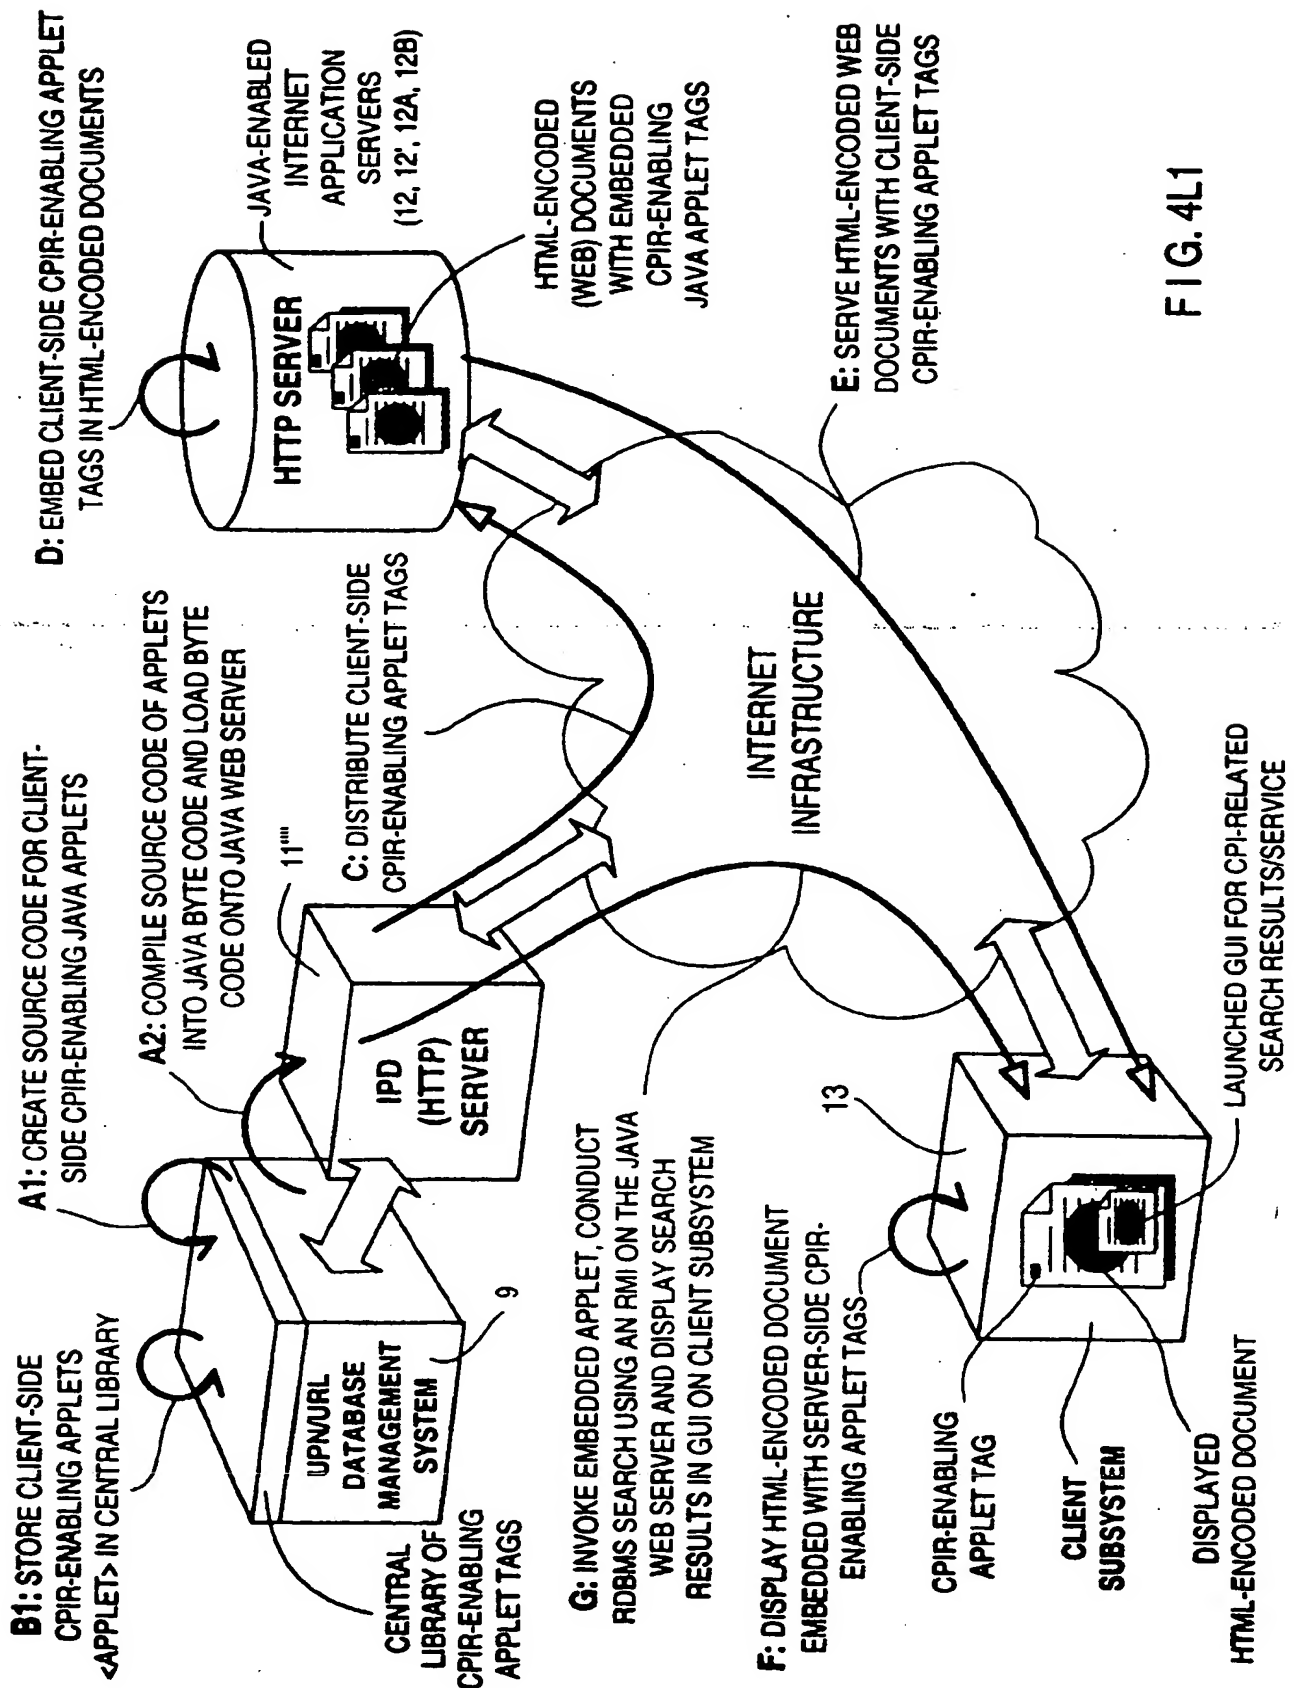 B1: STORE CLIENT-SIDE
CPIR-ENABLING APPLETS
<APPLET> IN CENTRAL LIBRARY
A1: CREATE SOURCE CODE FOR CLIENT-
SIDE CPIR-ENABLING JAVA APPLETS
A2: COMPILE SOURCE CODE OF APPLETS
INTO JAVA BYTE CODE AND LOAD BYTE
CODE ONTO JAVA WEB SERVER
11""
D: EMBED CLIENT-SIDE CPIR-ENABLING APPLET
TAGS IN HTML-ENCODED DOCUMENTS
JAVA-ENABLED
INTERNET
APPLICATION
SERVERS
(12, 12', 12A, 12B)
HTTP SERVER
HTML-ENCODED
(WEB) DOCUMENTS
WITH EMBEDDED
CPIR-ENABLING
JAVA APPLET TAGS
UPN/URL
DATABASE
MANAGEMENT
SYSTEM
9
IPD
(HTTP)
SERVER
CENTRAL
LIBRARY OF
CPIR-ENABLING
APPLET TAGS
C: DISTRIBUTE CLIENT-SIDE
CPIR-ENABLING APPLET TAGS
G: INVOKE EMBEDDED APPLET, CONDUCT
RDBMS SEARCH USING AN RMI ON THE JAVA
WEB SERVER AND DISPLAY SEARCH
RESULTS IN GUI ON CLIENT SUBSYSTEM
INTERNET
INFRASTRUCTURE
E: SERVE HTML-ENCODED WEB
DOCUMENTS WITH CLIENT-SIDE
CPIR-ENABLING APPLET TAGS
F: DISPLAY HTML-ENCODED DOCUMENT
EMBEDDED WITH SERVER-SIDE CPIR-
ENABLING APPLET TAGS
13
CPIR-ENABLING
APPLET TAG
CLIENT
SUBSYSTEM
DISPLAYED
HTML-ENCODED DOCUMENT
LAUNCHED GUI FOR CPI-RELATED
SEARCH RESULTS/SERVICE
FIG. 4L1